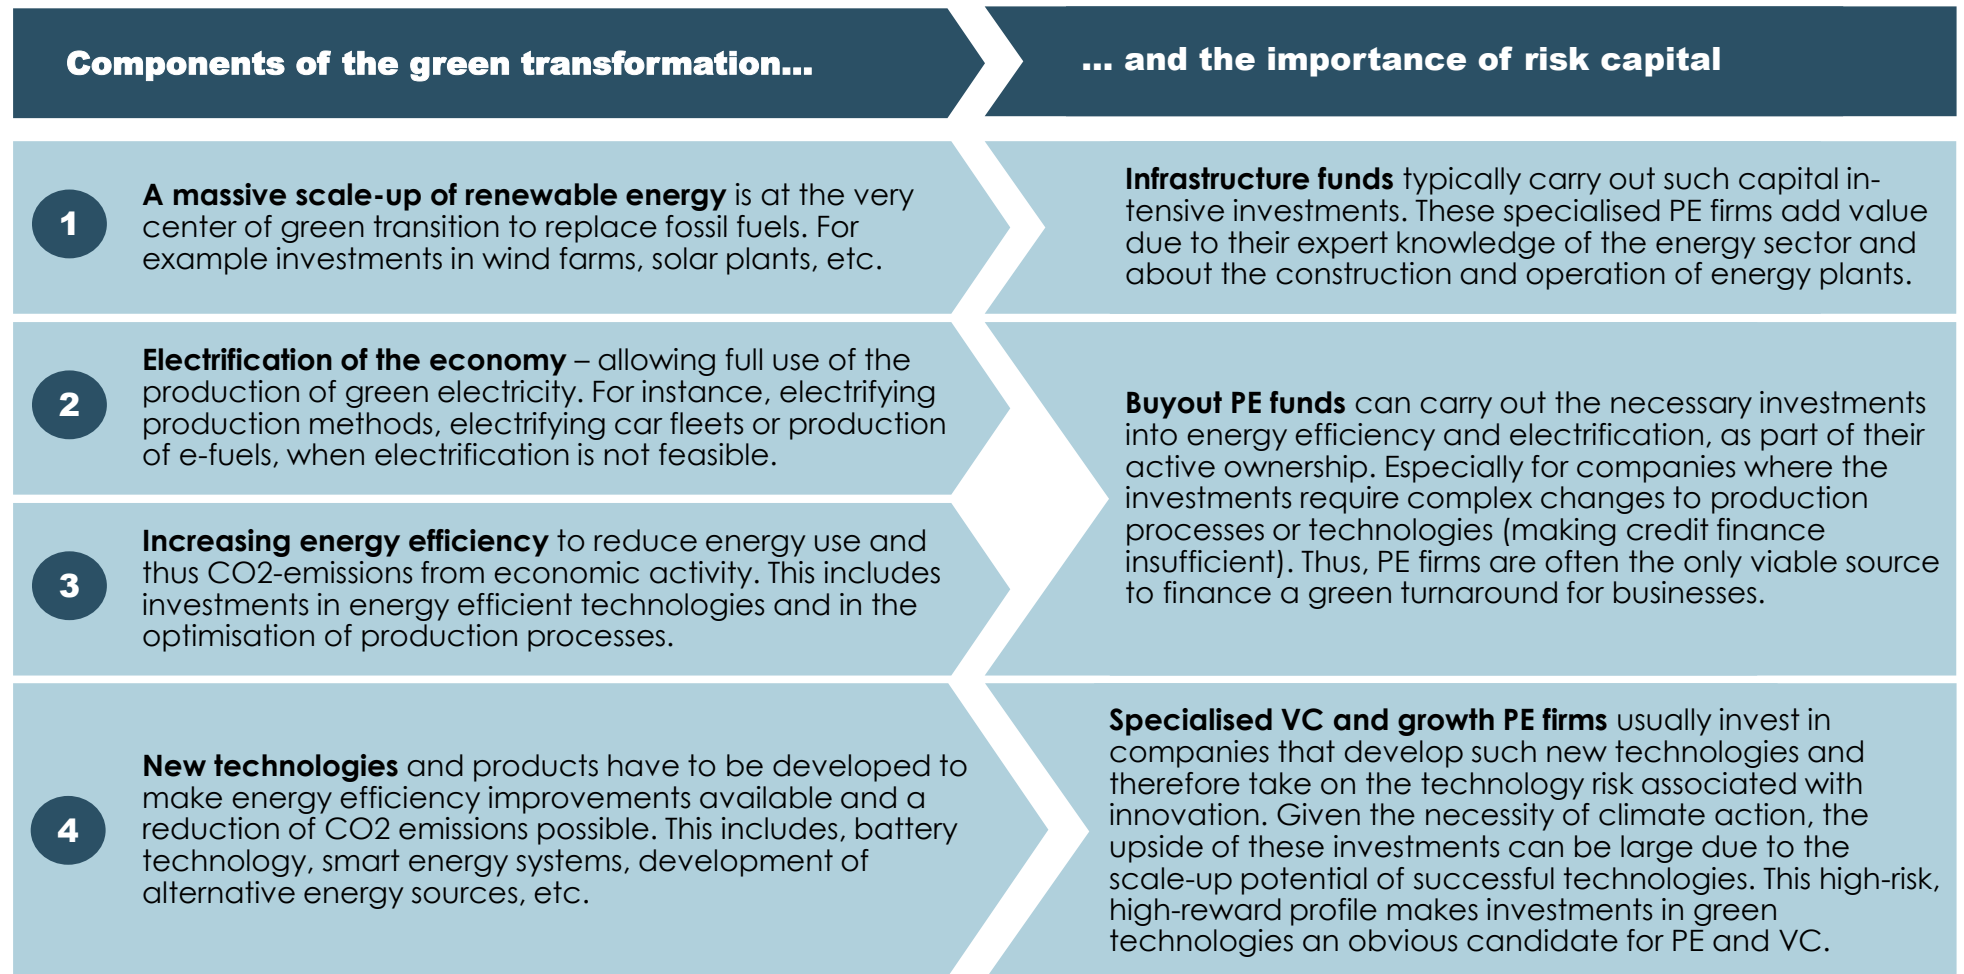 Components of the green transformation...
... and the importance of risk capital
1
A massive scale-up of renewable energy is at the very
center of green transition to replace fossil fuels. For
example investments in wind farms, solar plants, etc.
Infrastructure funds typically carry out such capital in-
tensive investments. These specialised PE firms add value
due to their expert knowledge of the energy sector and
about the construction and operation of energy plants.
2
Electrification of the economy – allowing full use of the
production of green electricity. For instance, electrifying
production methods, electrifying car fleets or production
of e-fuels, when electrification is not feasible.
3
Increasing energy efficiency to reduce energy use and
thus CO2-emissions from economic activity. This includes
investments in energy efficient technologies and in the
optimisation of production processes.
Buyout PE funds can carry out the necessary investments
into energy efficiency and electrification, as part of their
active ownership. Especially for companies where the
investments require complex changes to production
processes or technologies (making credit finance
insufficient). Thus, PE firms are often the only viable source
to finance a green turnaround for businesses.
4
New technologies and products have to be developed to
make energy efficiency improvements available and a
reduction of CO2 emissions possible. This includes, battery
technology, smart energy systems, development of
alternative energy sources, etc.
Specialised VC and growth PE firms usually invest in
companies that develop such new technologies and
therefore take on the technology risk associated with
innovation. Given the necessity of climate action, the
upside of these investments can be large due to the
scale-up potential of successful technologies. This high-risk,
high-reward profile makes investments in green
technologies an obvious candidate for PE and VC.